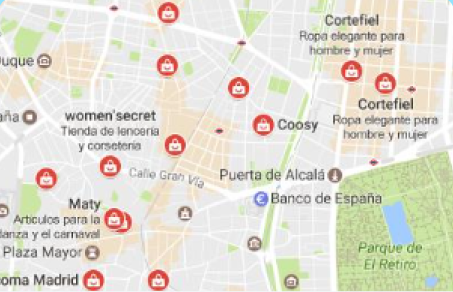 Cortefiel
Ropa elegante para
hombre y mujer
uque
aña
women'secret
Tienda de lencería
y corsetería
Coosy
Cortefiel
Ropa elegante para
hombre y mujer
Calle Gran Vía
Puerta de Alcalá
Banco de España
Maty
Artículos para la
danza y el carnaval
Plaza Mayor
oma Madrid
Parque de
El Retiro